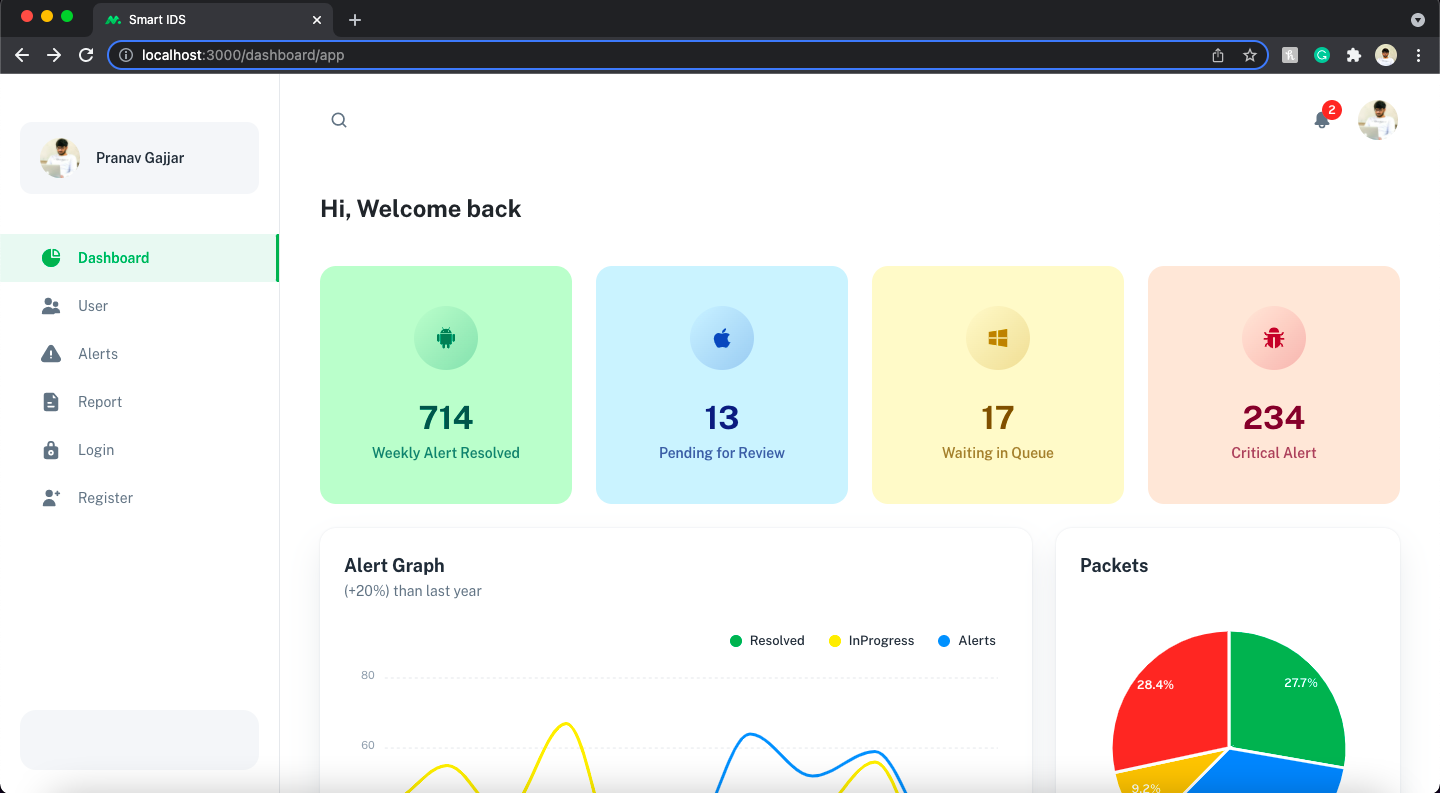 Smart IDS
localhost:3000/dashboard/app
2
Pranav Gajjar
Hi, Welcome back
Dashboard
User
Alerts
Report
Login
Register
714
Weekly Alert Resolved
13
Pending for Review
17
Waiting in Queue
234
Critical Alert
Alert Graph
(+20%) than last year
Resolved
InProgress
Alerts
80
60
Packets
28.4%
27.7%
9.2%